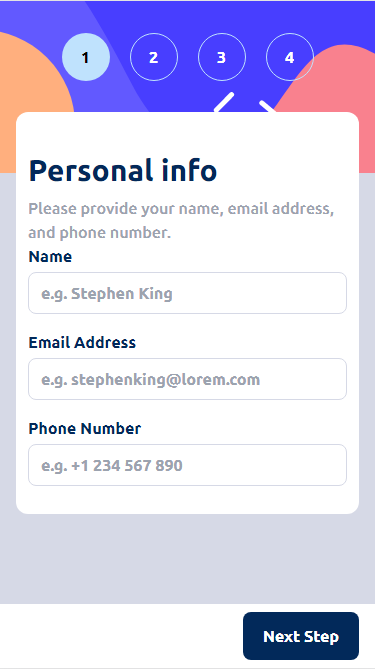 1 2 3 4
Personal info
Please provide your name, email address,
and phone number.
Name
e.g. Stephen King
Email Address
e.g. stephenking@lorem.com
Phone Number
e.g. +1 234 567 890
Next Step